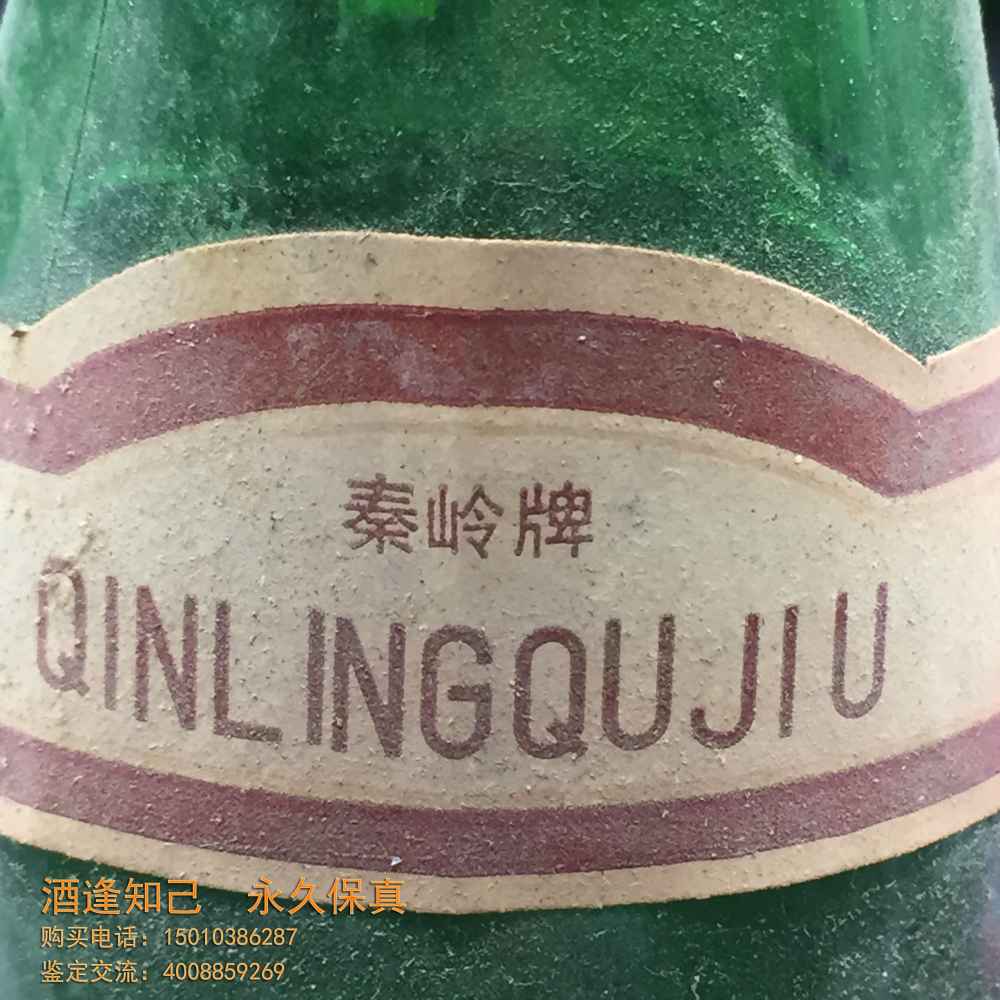 秦岭牌
QINLINGQUJIU
酒逢知己 永久保真
购买电话：15010386287
鉴定交流：4008859269